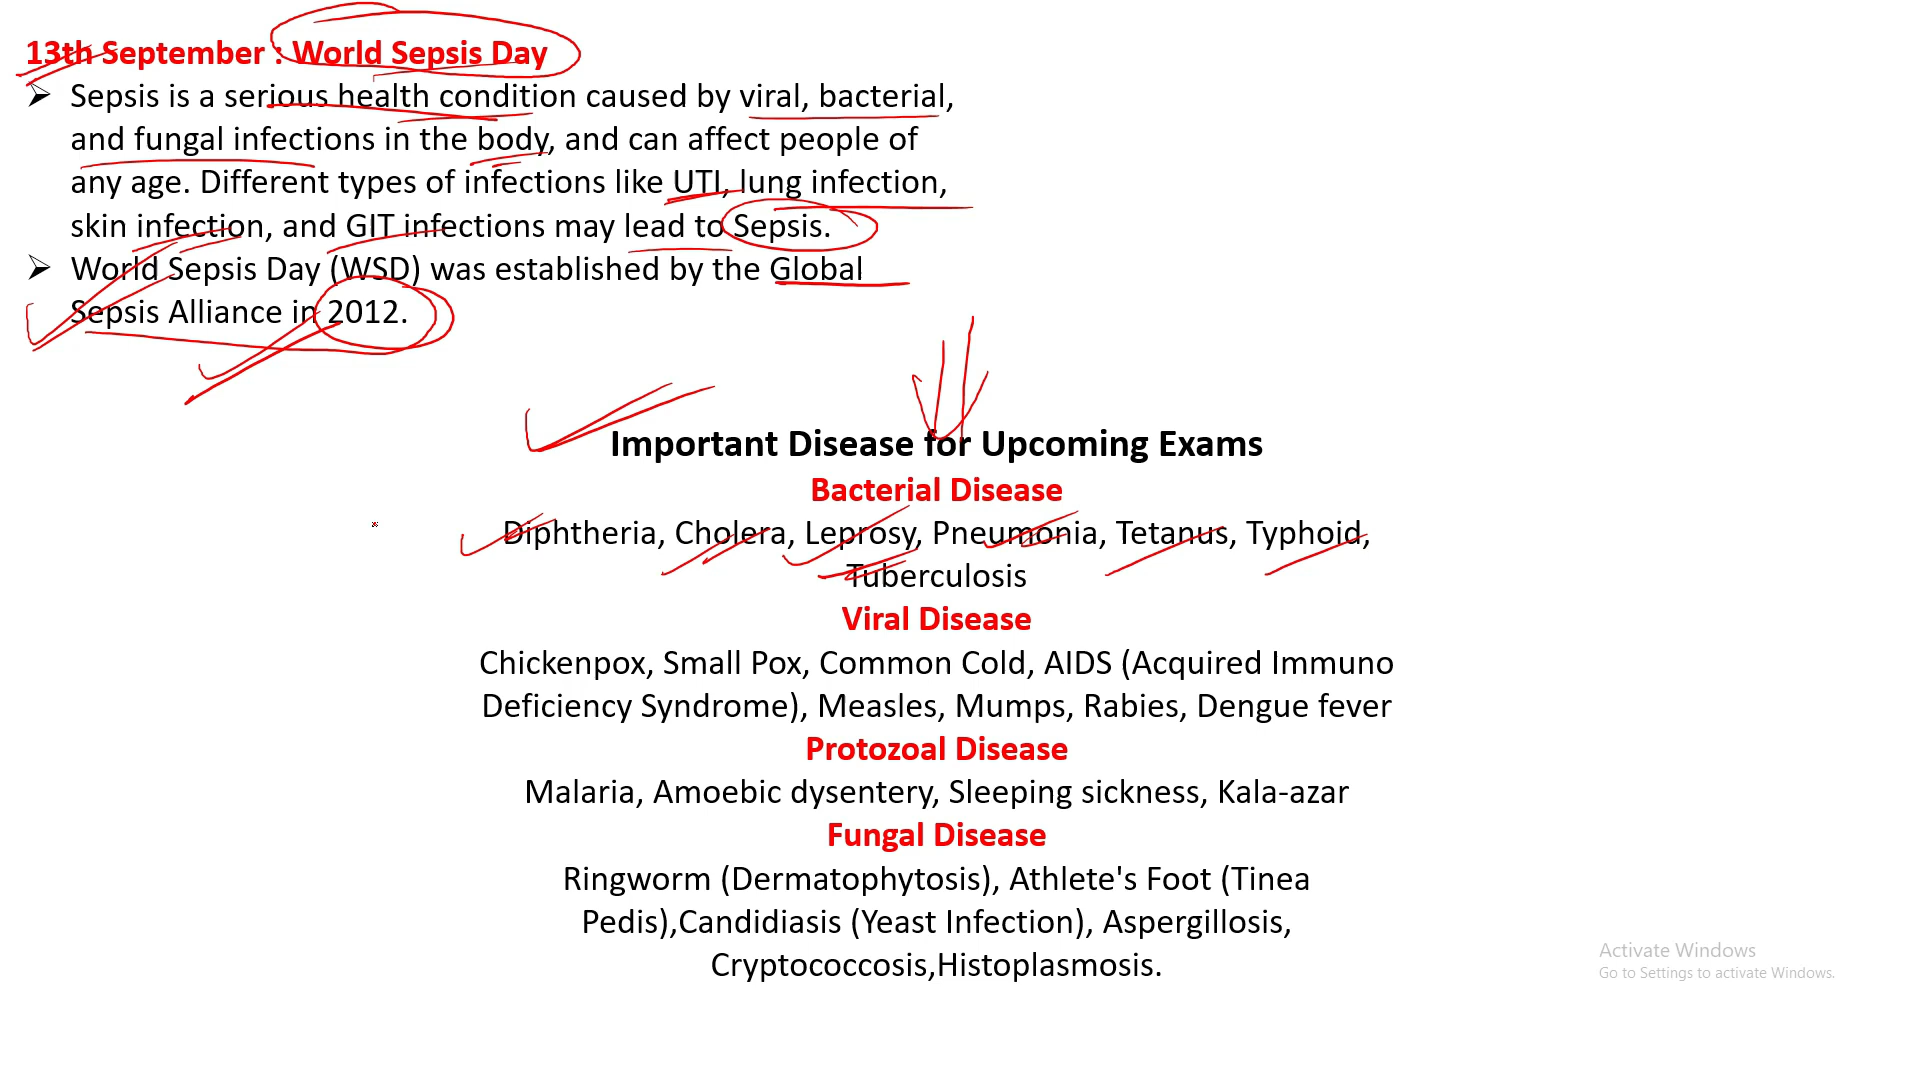 13th September : World Sepsis Day
➢ Sepsis is a serious health condition caused by viral, bacterial,
and fungal infections in the body, and can affect people of
any age. Different types of infections like UTI, lung infection,
skin infection, and GIT infections may lead to Sepsis.
➢ World Sepsis Day (WSD) was established by the Global
Sepsis Alliance in 2012.
Important Disease for Upcoming Exams
Bacterial Disease
Diphtheria, Cholera, Leprosy, Pneumonia, Tetanus, Typhoid,
Tuberculosis
Viral Disease
Chickenpox, Small Pox, Common Cold, AIDS (Acquired Immuno
Deficiency Syndrome), Measles, Mumps, Rabies, Dengue fever
Protozoal Disease
Malaria, Amoebic dysentery, Sleeping sickness, Kala-azar
Fungal Disease
Ringworm (Dermatophytosis), Athlete's Foot (Tinea
Pedis),Candidiasis (Yeast Infection), Aspergillosis,
Cryptococcosis,Histoplasmosis.
Activate Windows
Go to Settings to activate Windows.